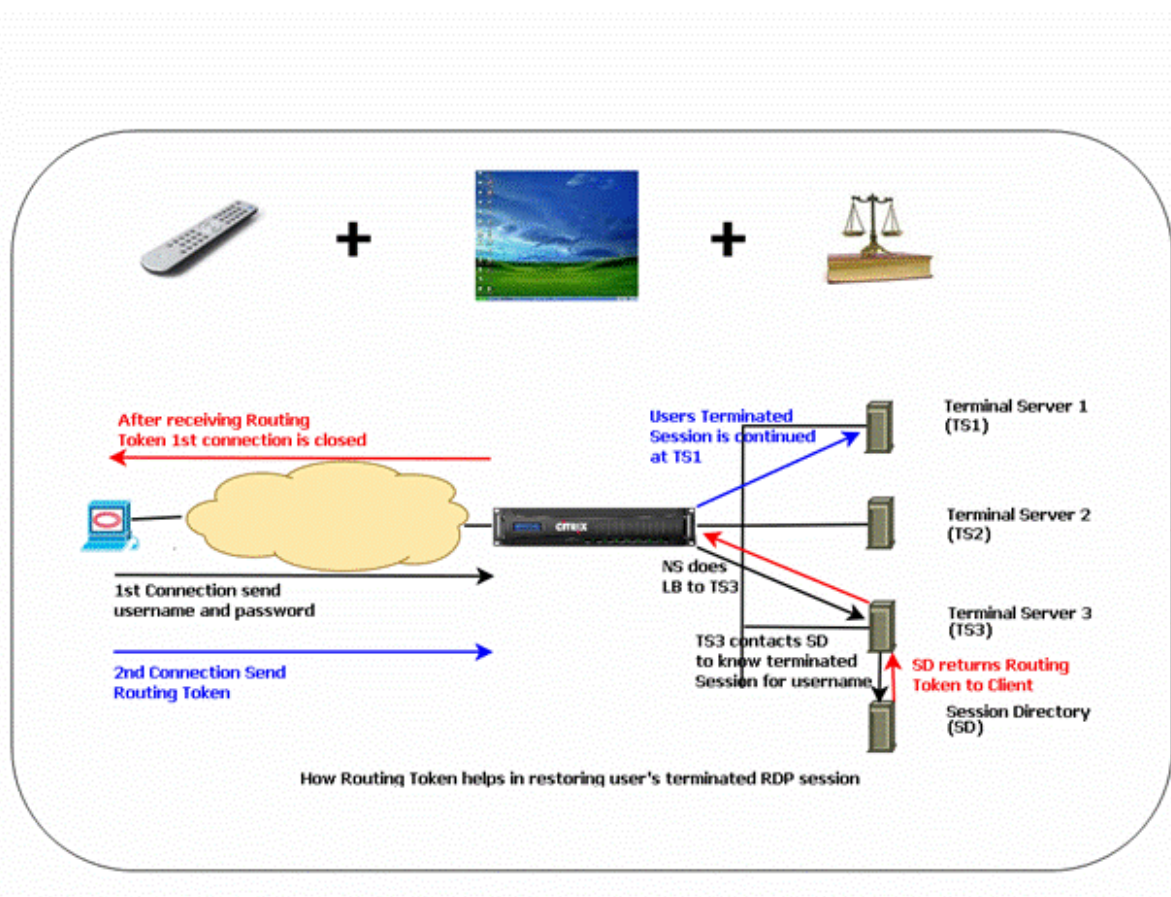 After receiving Routing
Token 1st connection is closed
Users Terminated
Session is continued
at TS1
Terminal Server 1
(TS1)
CITRIX
Terminal Server 2
(TS2)
NS does
LB to TS3
1st Connection send
username and password
Terminal Server 3
(TS3)
TS3 contacts SD
to know terminated
Session for username
2nd Connection Send
Routing Token
SD returns Routing
Token to Client
Session Directory
(SD)
How Routing Token helps in restoring user's terminated RDP session